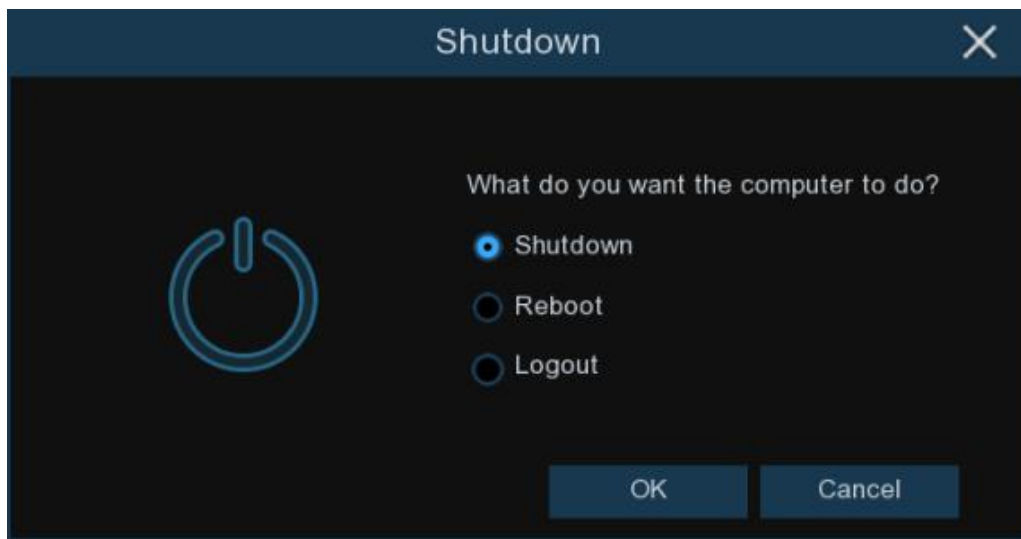 Shutdown
What do you want the computer to do?
Shutdown
Reboot
Logout
OK
Cancel